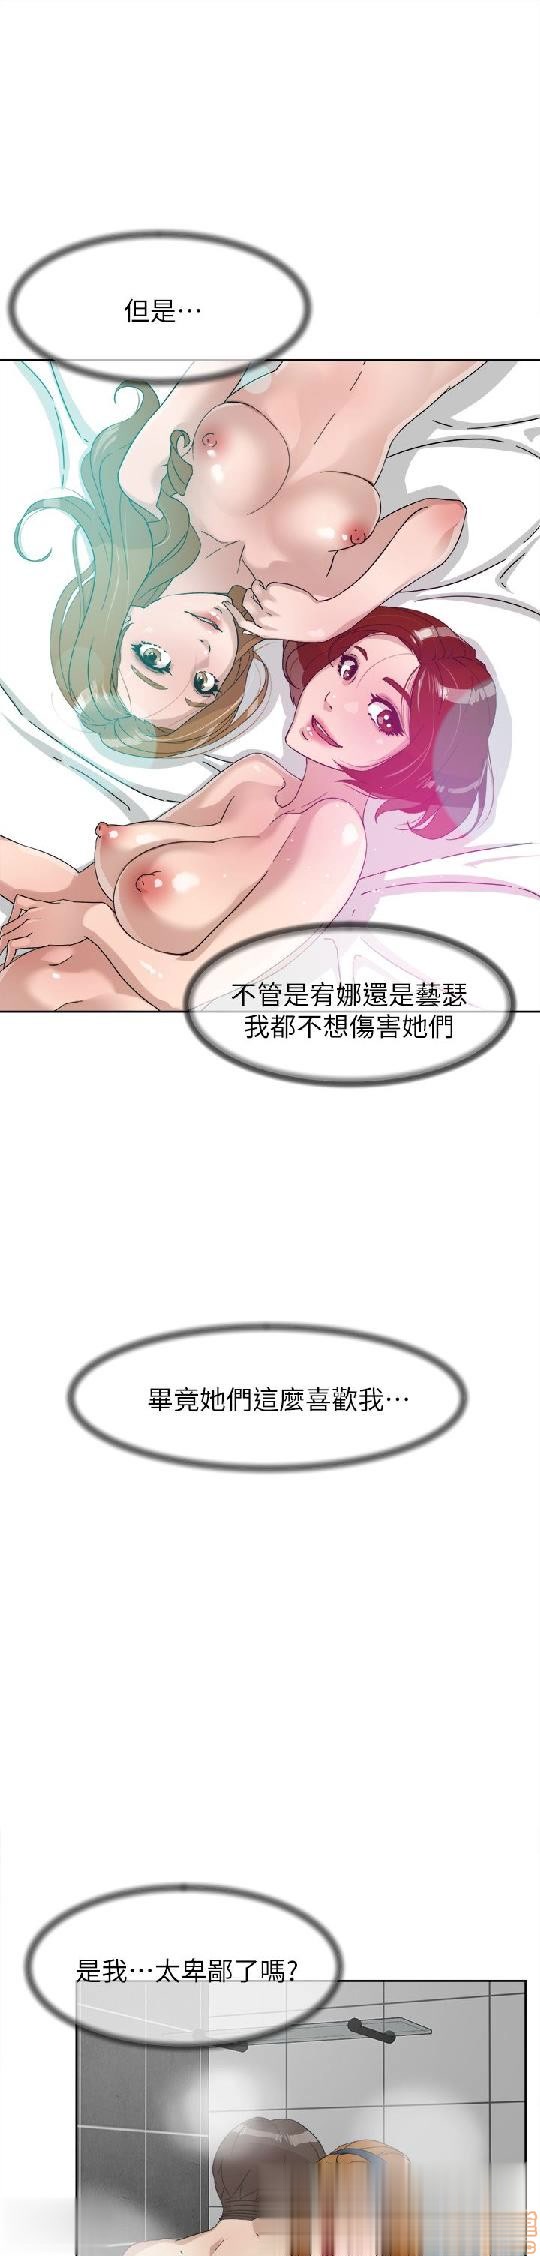 但是⋯
不管是宥娜還是藝瑟
我都不想傷害她們
畢竟她們這麼喜歡我⋯
是我⋯太卑鄙了嗎?